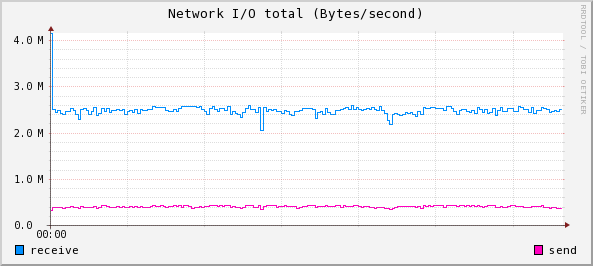 Network I/O total (Bytes/second)
RRDTOOL / TOBI OETIKER
4.0 M
3.0 M
2.0 M
1.0 M
0.0
00:00
receive
send